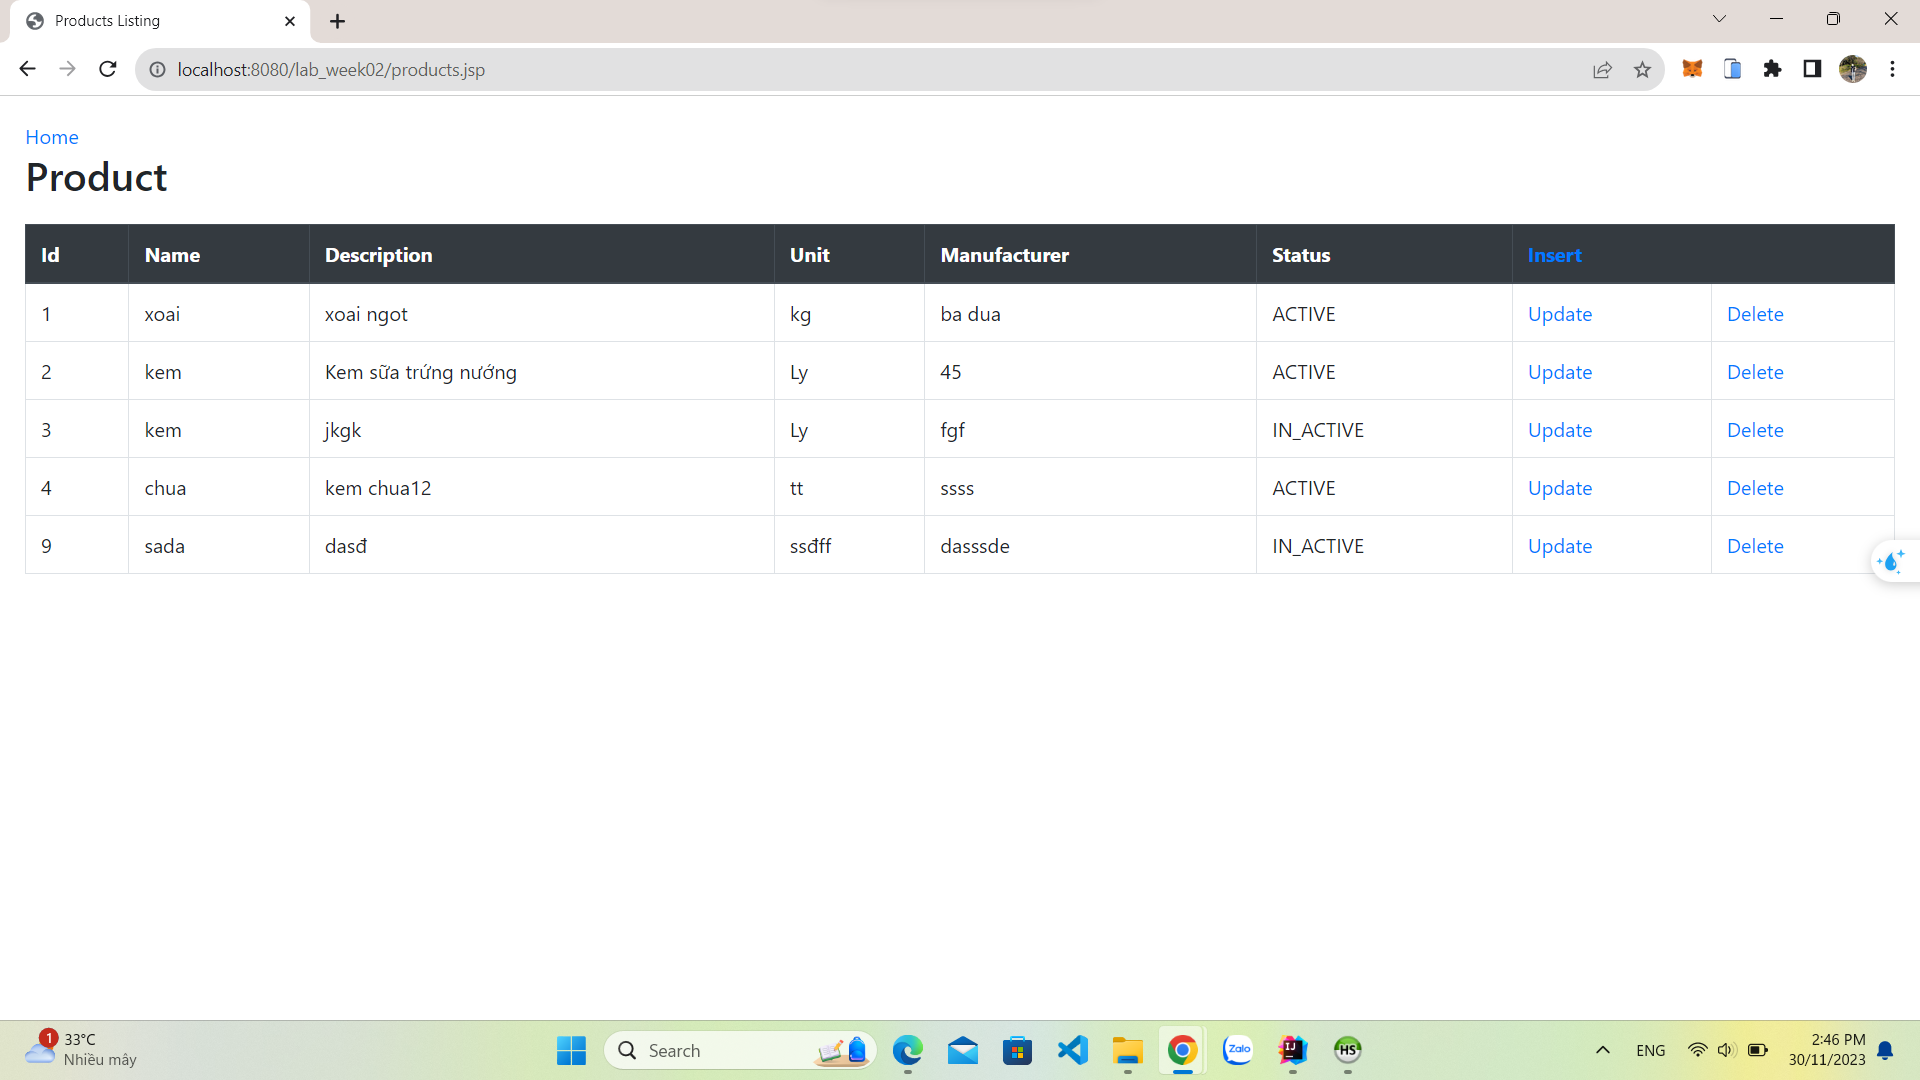 Products Listing
localhost:8080/lab_week02/products.jsp
Home
Product
Id Name Description Unit Manufacturer Status Insert
1 xoai xoai ngot kg ba dua ACTIVE Update Delete
2 kem Kem sữa trứng nướng Ly 45 ACTIVE Update Delete
3 kem jkgk Ly fgf IN_ACTIVE Update Delete
4 chua kem chua12 tt ssss ACTIVE Update Delete
9 sada dasđ ssđff dasssde IN_ACTIVE Update Delete
1 33°C
Nhiều mây
Search
Zalo
IJ
HS
ENG
2:46 PM
30/11/2023